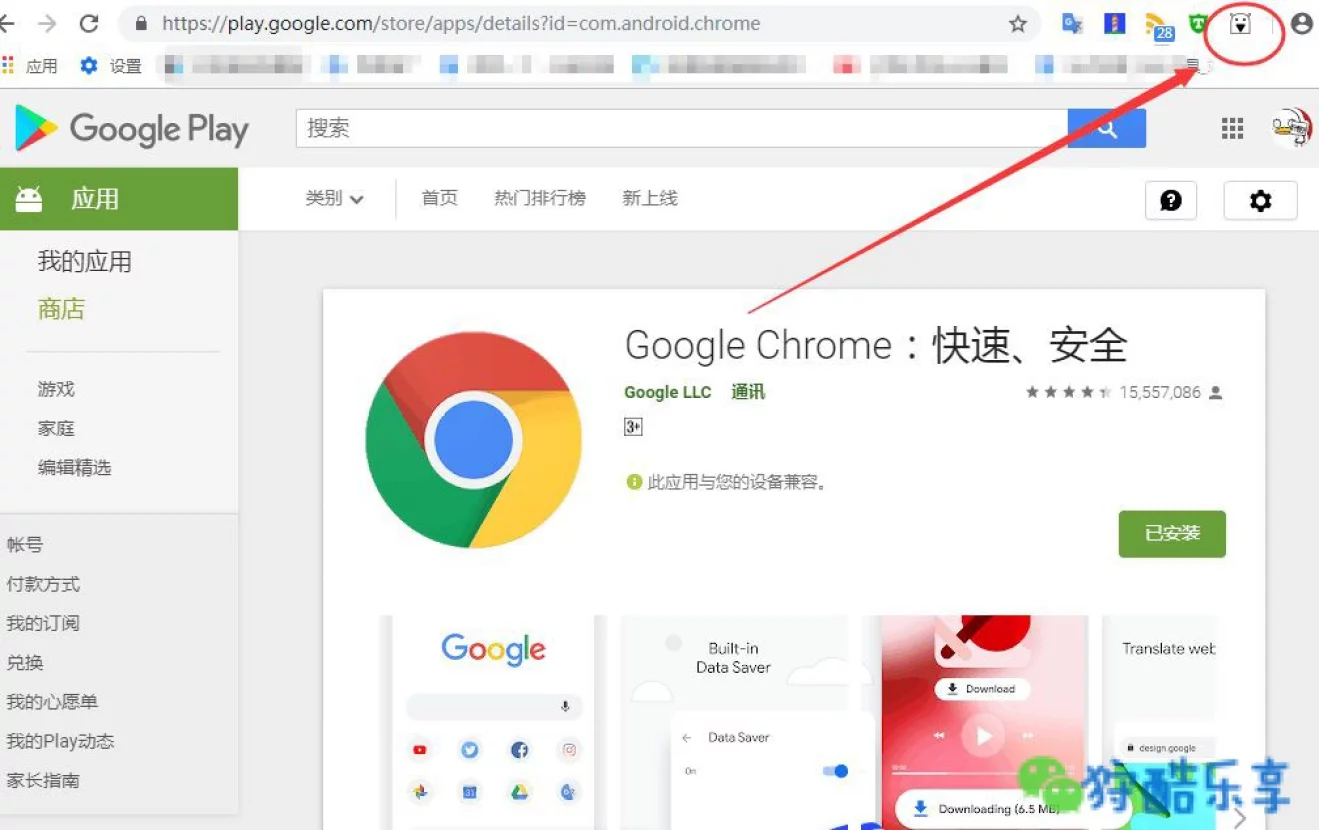 https://play.google.com/store/apps/details?id=com.android.chrome
28
T
应用 设置
Google Play
搜索
应用
类别 首页 热门排行榜 新上线
我的应用
商店
游戏
家庭
编辑精选
帐号
付款方式
我的订阅
兑换
我的心愿单
我的Play动态
家长指南
Google Chrome：快速、安全
Google LLC 通讯
15,557,086
3+
此应用与您的设备兼容。
已安装
Google
31
Built-in
Data Saver
Data Saver
On
Download
Downloading (6.5 MB)
Translate web
design.google
狩酷乐享